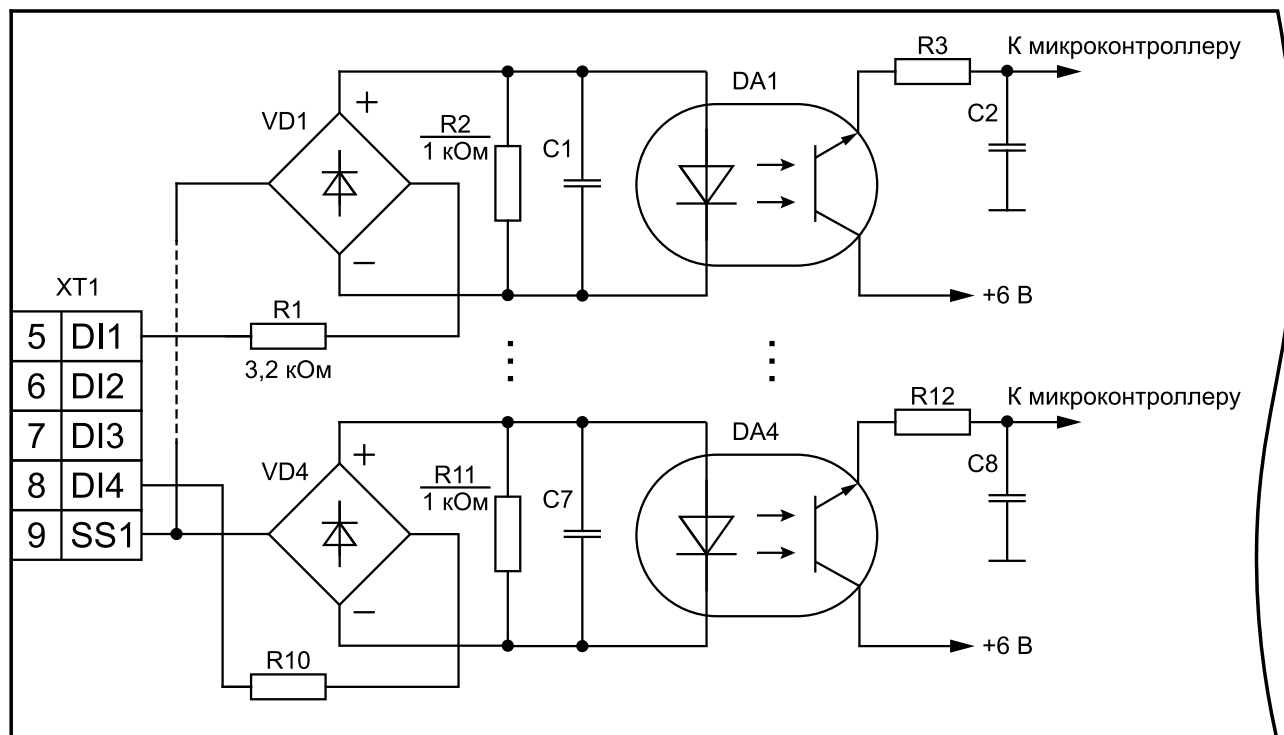 R3
К микроконтроллеру
DA1
VD1
+
R2
1 кОм
C1
C2
–
XT1
+6 В
5 DI1
R1
3,2 кОм
6 DI2
7 DI3
8 DI4
9 SS1
R12
К микроконтроллеру
DA4
VD4
+
R11
1 кОм
C7
C8
–
R10
+6 В